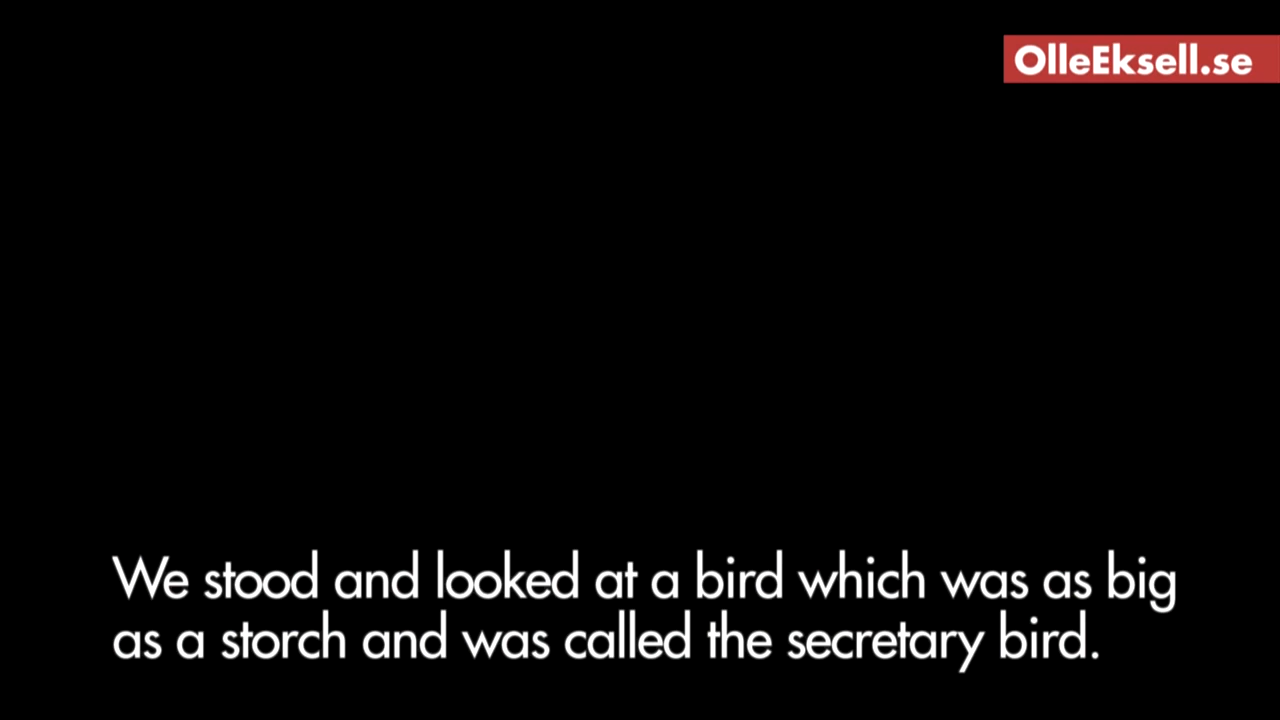 OlleEksell.se
We stood and looked at a bird which was as big
as a storch and was called the secretary bird.